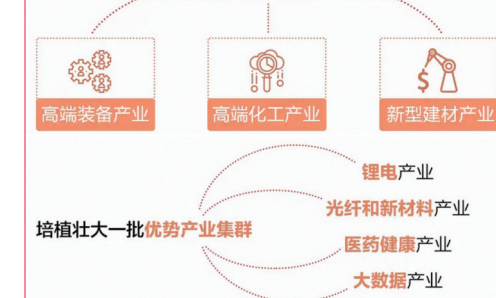 高端装备产业
高端化工产业
新型建材产业
培植壮大一批优势产业集群
锂电产业
光纤和新材料产业
医药健康产业
大数据产业